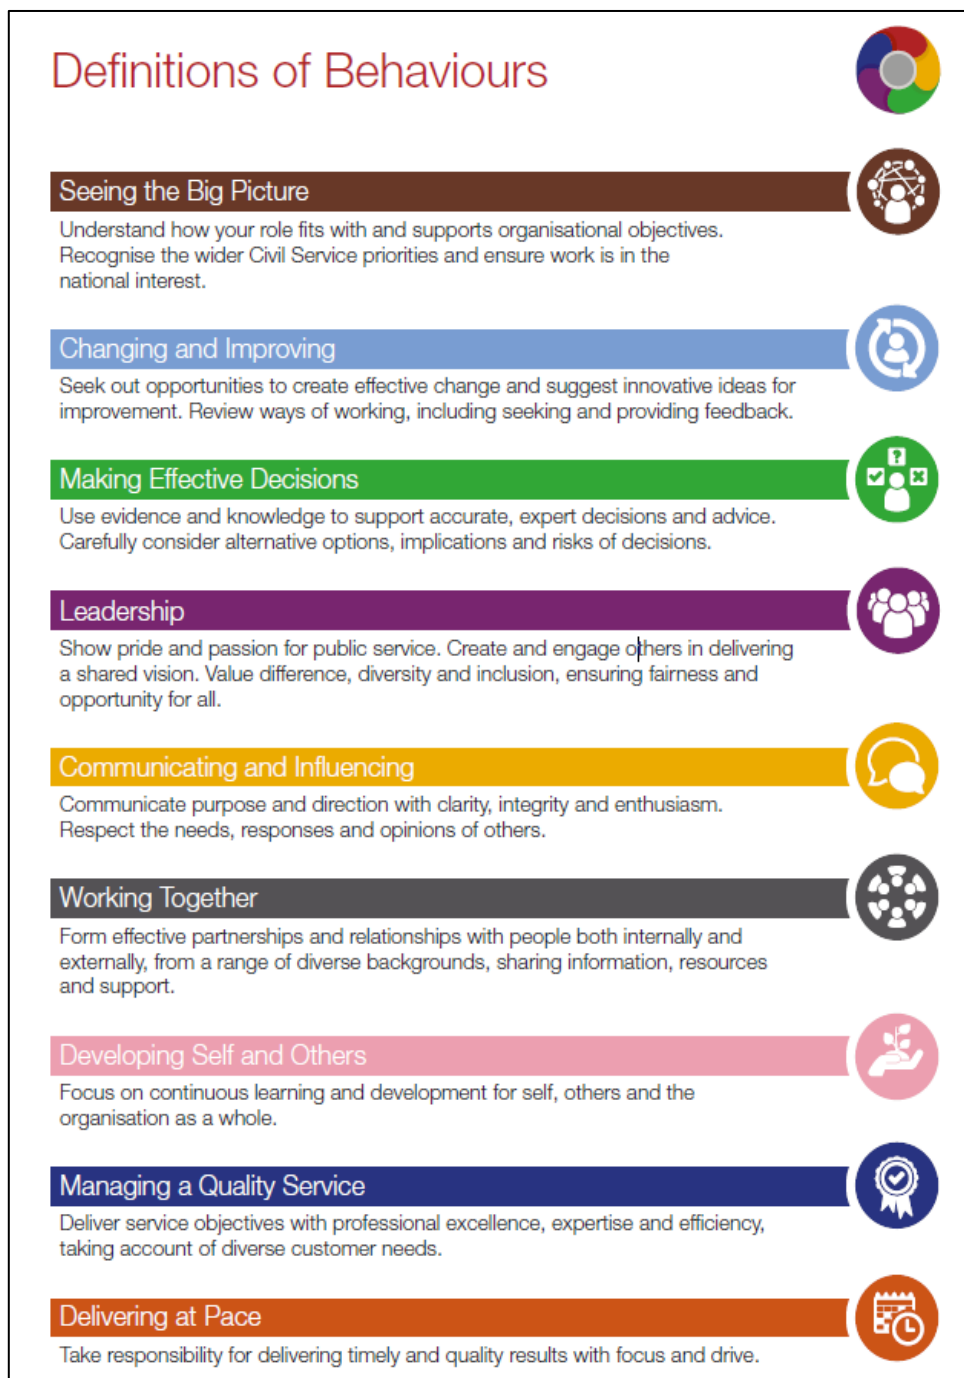 Definitions of Behaviours
Seeing the Big Picture
Understand how your role fits with and supports organisational objectives.
Recognise the wider Civil Service priorities and ensure work is in the
national interest.
Changing and Improving
Seek out opportunities to create effective change and suggest innovative ideas for
improvement. Review ways of working, including seeking and providing feedback.
Making Effective Decisions
Use evidence and knowledge to support accurate, expert decisions and advice.
Carefully consider alternative options, implications and risks of decisions.
Leadership
Show pride and passion for public service. Create and engage others in delivering
a shared vision. Value difference, diversity and inclusion, ensuring fairness and
opportunity for all.
Communicating and Influencing
Communicate purpose and direction with clarity, integrity and enthusiasm.
Respect the needs, responses and opinions of others.
Working Together
Form effective partnerships and relationships with people both internally and
externally, from a range of diverse backgrounds, sharing information, resources
and support.
Developing Self and Others
Focus on continuous learning and development for self, others and the
organisation as a whole.
Managing a Quality Service
Deliver service objectives with professional excellence, expertise and efficiency,
taking account of diverse customer needs.
Delivering at Pace
Take responsibility for delivering timely and quality results with focus and drive.